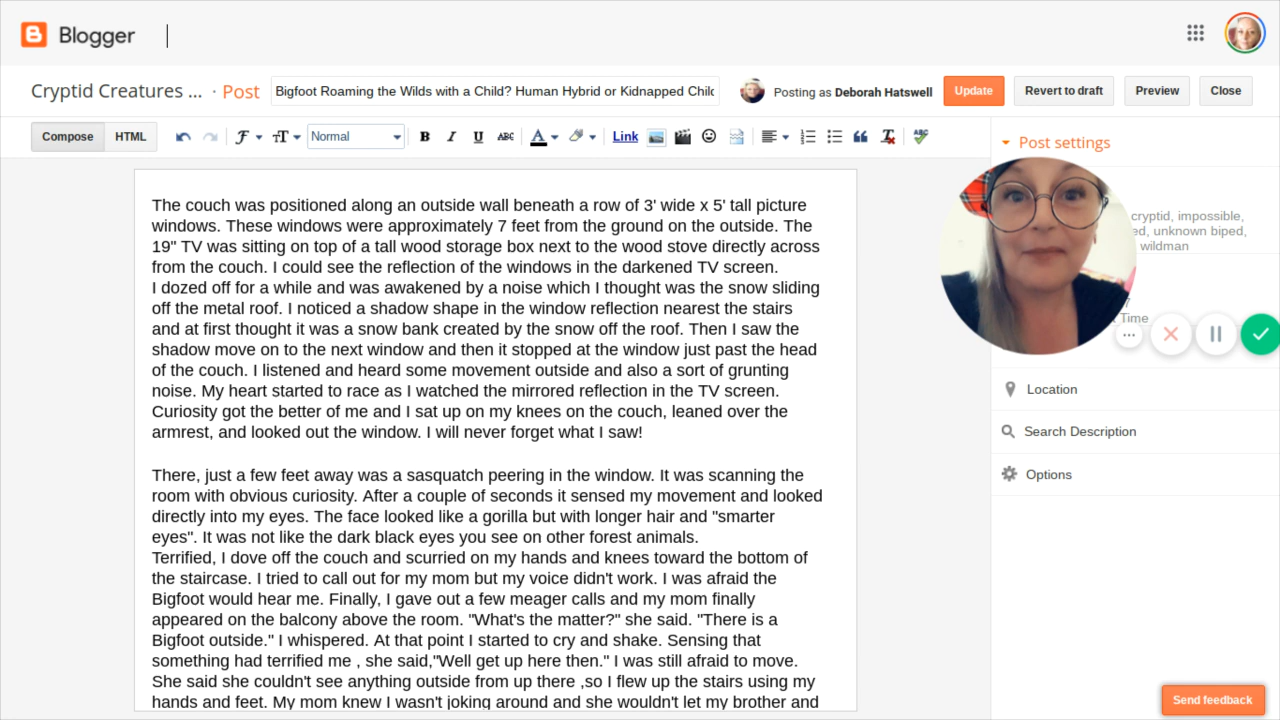 Blogger
Cryptid Creatures ... · Post
Bigfoot Roaming the Wilds with a Child? Human Hybrid or Kidnapped Child
Posting as Deborah Hatswell
Update
Revert to draft
Preview
Close
Compose
HTML
Normal
B I U ABC A
Link
ABC
Post settings
cryptid, impossible,
unknown biped,
wildman
Time
Location
Search Description
Options
Send feedback
The couch was positioned along an outside wall beneath a row of 3' wide x 5' tall picture
windows. These windows were approximately 7 feet from the ground on the outside. The
19" TV was sitting on top of a tall wood storage box next to the wood stove directly across
from the couch. I could see the reflection of the windows in the darkened TV screen.
I dozed off for a while and was awakened by a noise which I thought was the snow sliding
off the metal roof. I noticed a shadow shape in the window reflection nearest the stairs
and at first thought it was a snow bank created by the snow off the roof. Then I saw the
shadow move on to the next window and then it stopped at the window just past the head
of the couch. I listened and heard some movement outside and also a sort of grunting
noise. My heart started to race as I watched the mirrored reflection in the TV screen.
Curiosity got the better of me and I sat up on my knees on the couch, leaned over the
armrest, and looked out the window. I will never forget what I saw!
There, just a few feet away was a sasquatch peering in the window. It was scanning the
room with obvious curiosity. After a couple of seconds it sensed my movement and looked
directly into my eyes. The face looked like a gorilla but with longer hair and "smarter
eyes". It was not like the dark black eyes you see on other forest animals.
Terrified, I dove off the couch and scurried on my hands and knees toward the bottom of
the staircase. I tried to call out for my mom but my voice didn't work. I was afraid the
Bigfoot would hear me. Finally, I gave out a few meager calls and my mom finally
appeared on the balcony above the room. "What's the matter?" she said. "There is a
Bigfoot outside." I whispered. At that point I started to cry and shake. Sensing that
something had terrified me , she said,"Well get up here then." I was still afraid to move.
She said she couldn't see anything outside from up there ,so I flew up the stairs using my
hands and feet. My mom knew I wasn't joking around and she wouldn't let my brother and